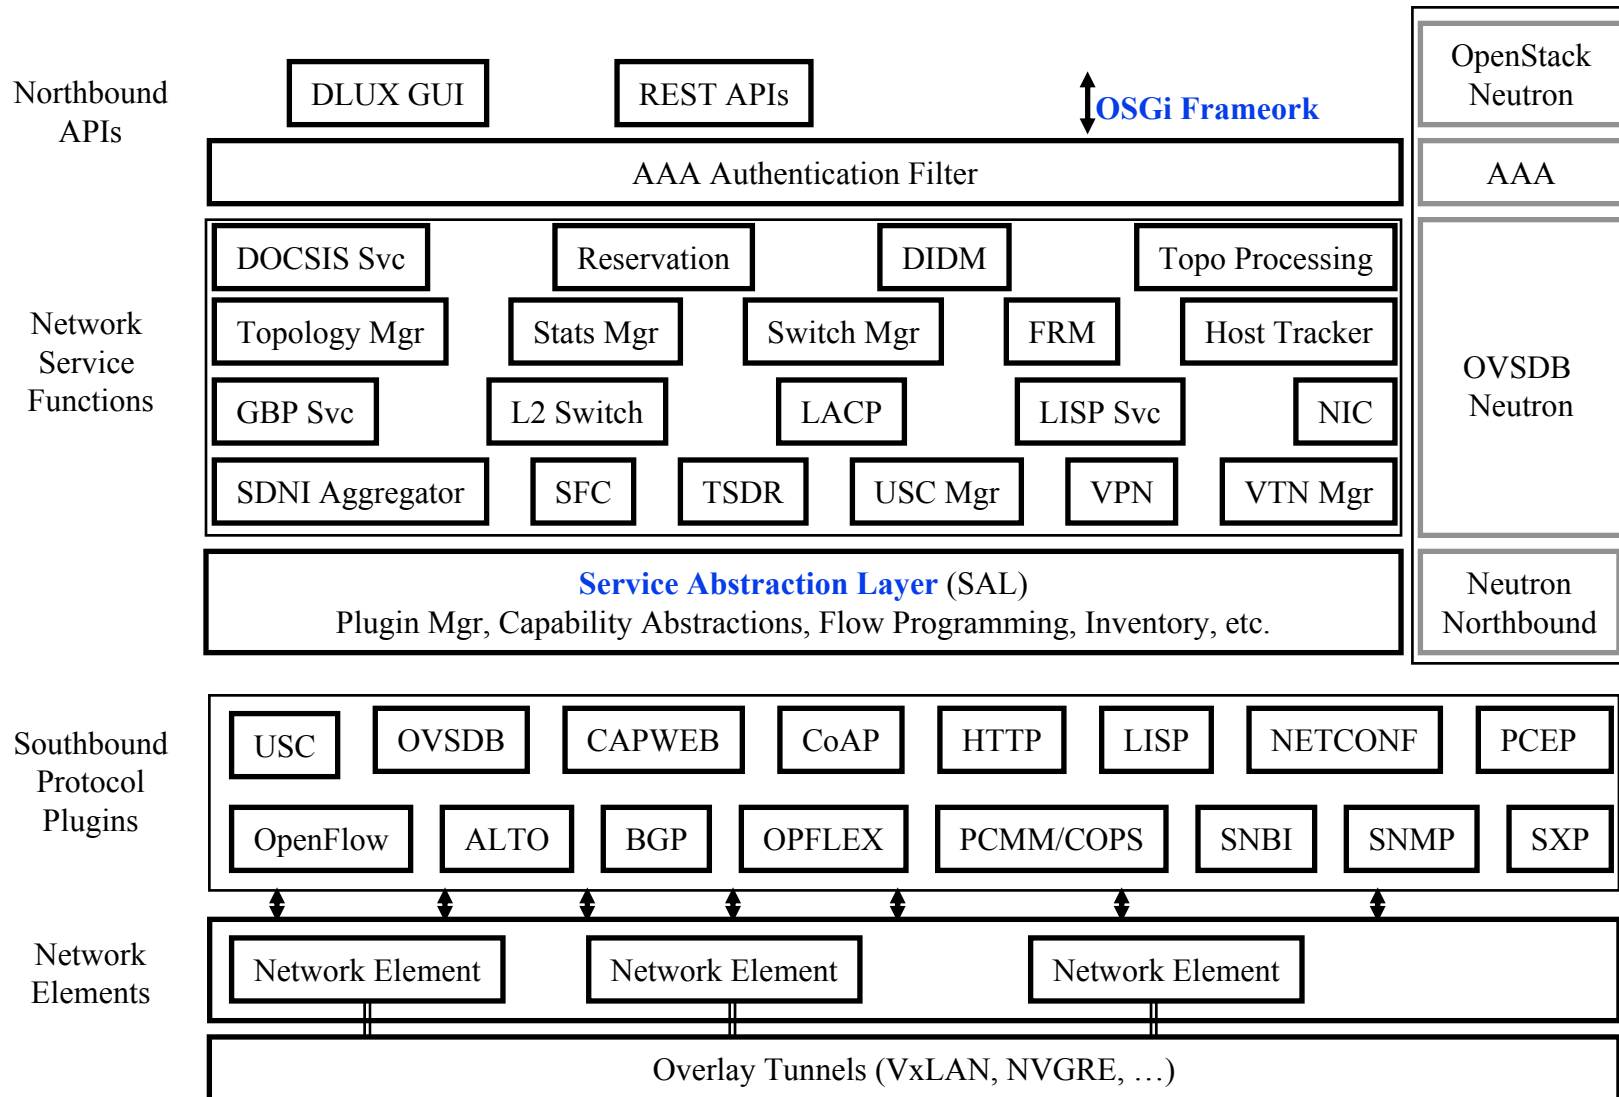 Northbound
APIs
DLUX GUI
REST APIs
OSGi Frameork
OpenStack
Neutron
AAA Authentication Filter
AAA
Network
Service
Functions
DOCSIS Svc
Reservation
DIDM
Topo Processing
Topology Mgr
Stats Mgr
Switch Mgr
FRM
Host Tracker
GBP Svc
L2 Switch
LACP
LISP Svc
NIC
SDNI Aggregator
SFC
TSDR
USC Mgr
VPN
VTN Mgr
OVSDB
Neutron
Service Abstraction Layer (SAL)
Plugin Mgr, Capability Abstractions, Flow Programming, Inventory, etc.
Neutron
Northbound
Southbound
Protocol
Plugins
USC
OVSDB
CAPWEB
CoAP
HTTP
LISP
NETCONF
PCEP
OpenFlow
ALTO
BGP
OPFLEX
PCMM/COPS
SNBI
SNMP
SXP
Network
Elements
Network Element
Network Element
Network Element
Overlay Tunnels (VxLAN, NVGRE, …)